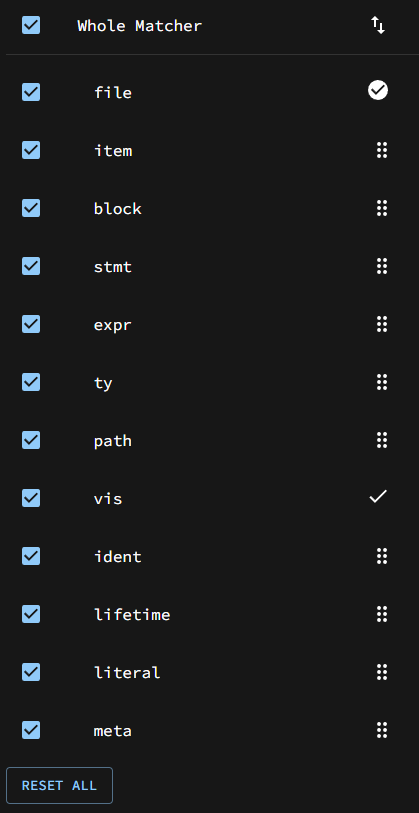 Whole Matcher
file
item
block
stmt
expr
ty
path
vis
ident
lifetime
literal
meta
RESET ALL